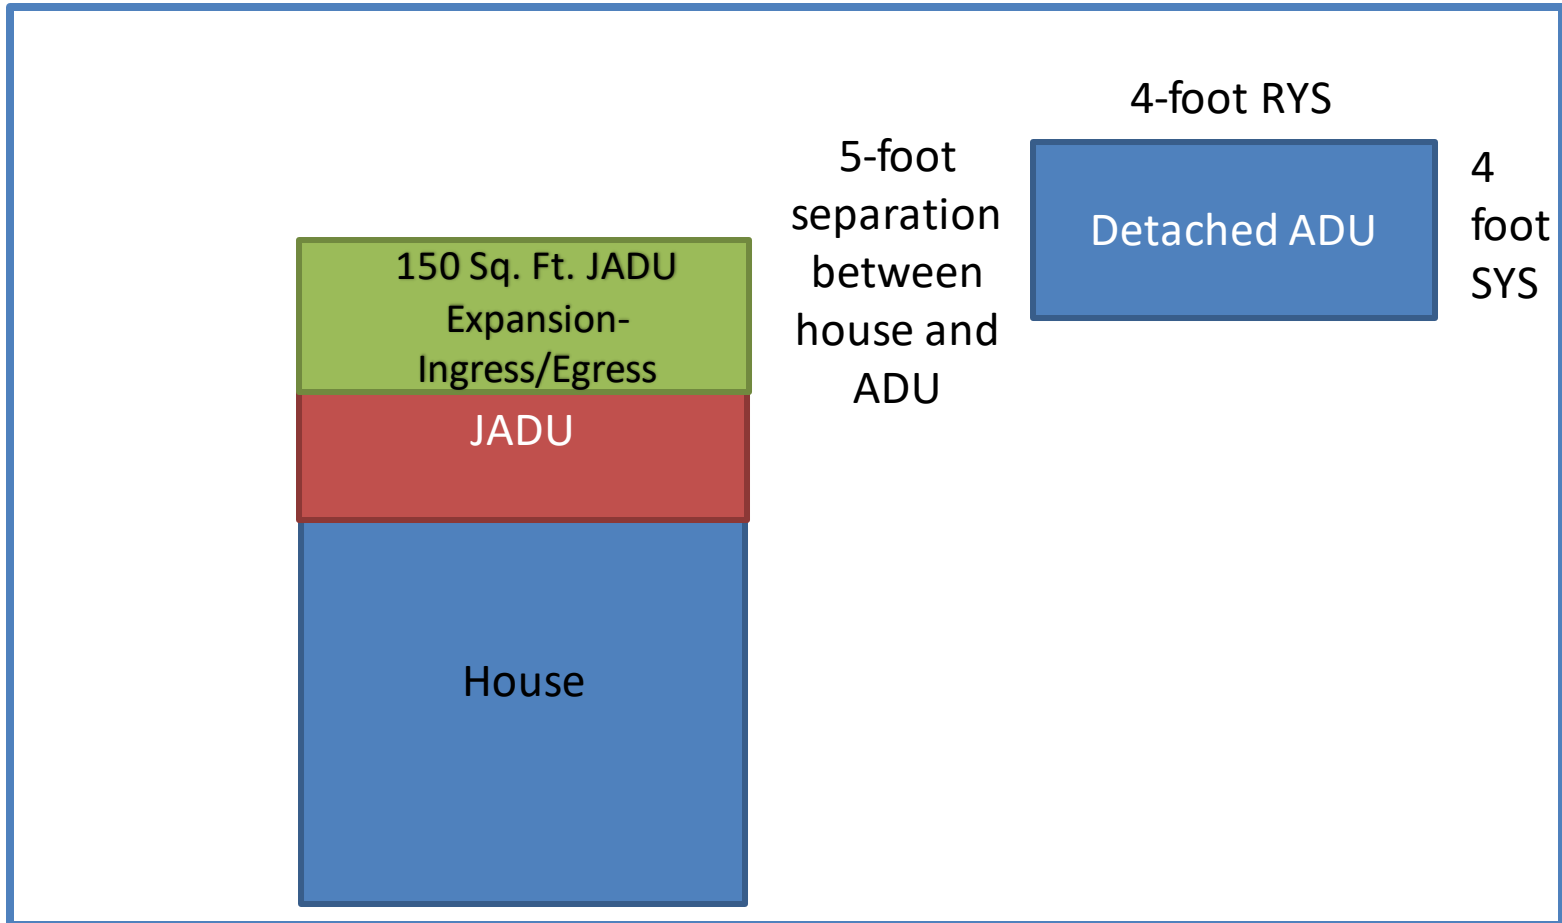 4-foot RYS
5-foot
separation
between
house and
ADU
Detached ADU
4
foot
SYS
150 Sq. Ft. JADU
Expansion-
Ingress/Egress
JADU
House